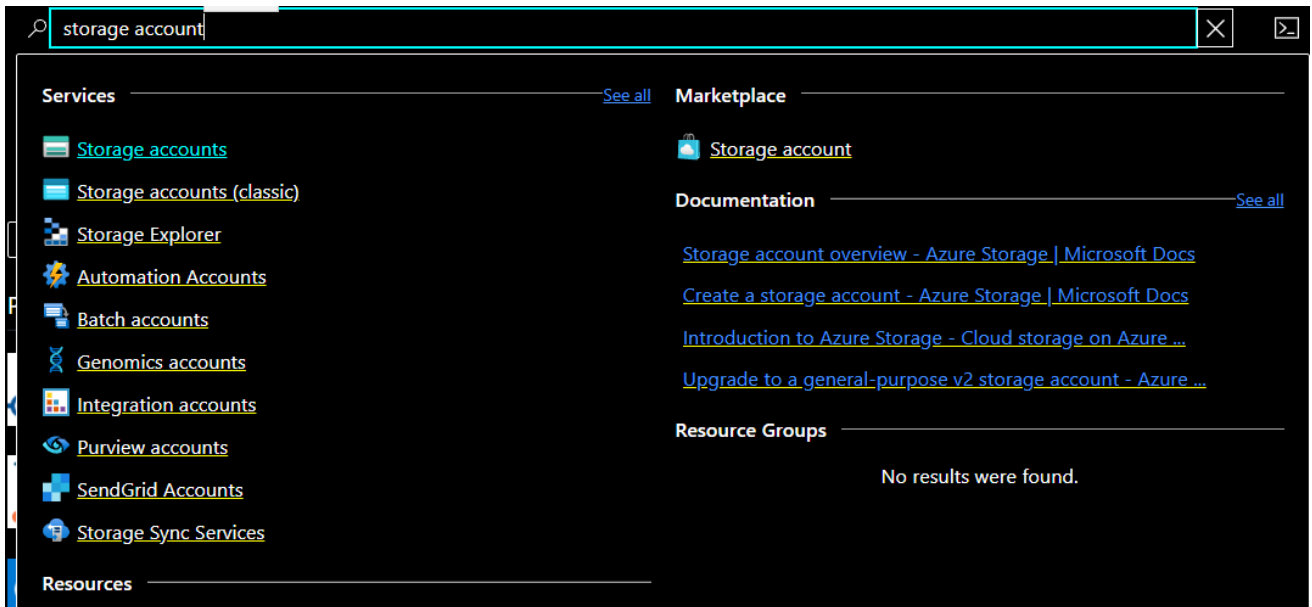 storage account
Services
See all
Storage accounts
Storage accounts (classic)
Storage Explorer
Automation Accounts
Batch accounts
Genomics accounts
Integration accounts
Purview accounts
SendGrid Accounts
Storage Sync Services
Resources
Marketplace
Storage account
Documentation
See all
Storage account overview - Azure Storage | Microsoft Docs
Create a storage account - Azure Storage | Microsoft Docs
Introduction to Azure Storage - Cloud storage on Azure ...
Upgrade to a general-purpose v2 storage account - Azure ...
Resource Groups
No results were found.